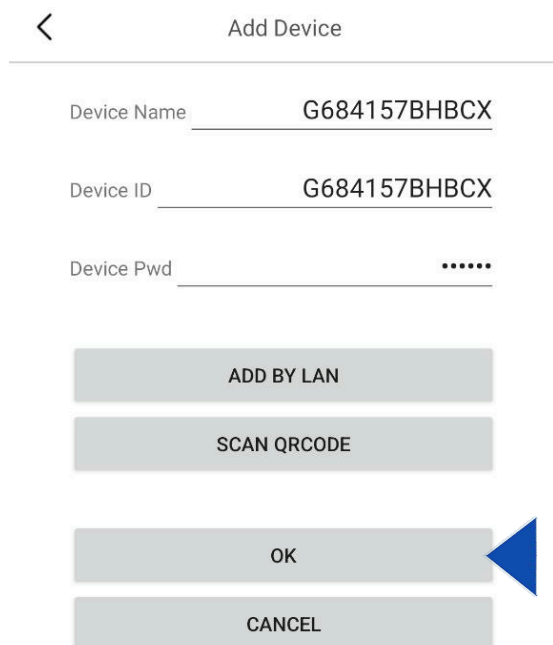 Add Device
Device Name G684157BHBCX
Device ID G684157BHBCX
Device Pwd ••••••
ADD BY LAN
SCAN QRCODE
OK
CANCEL